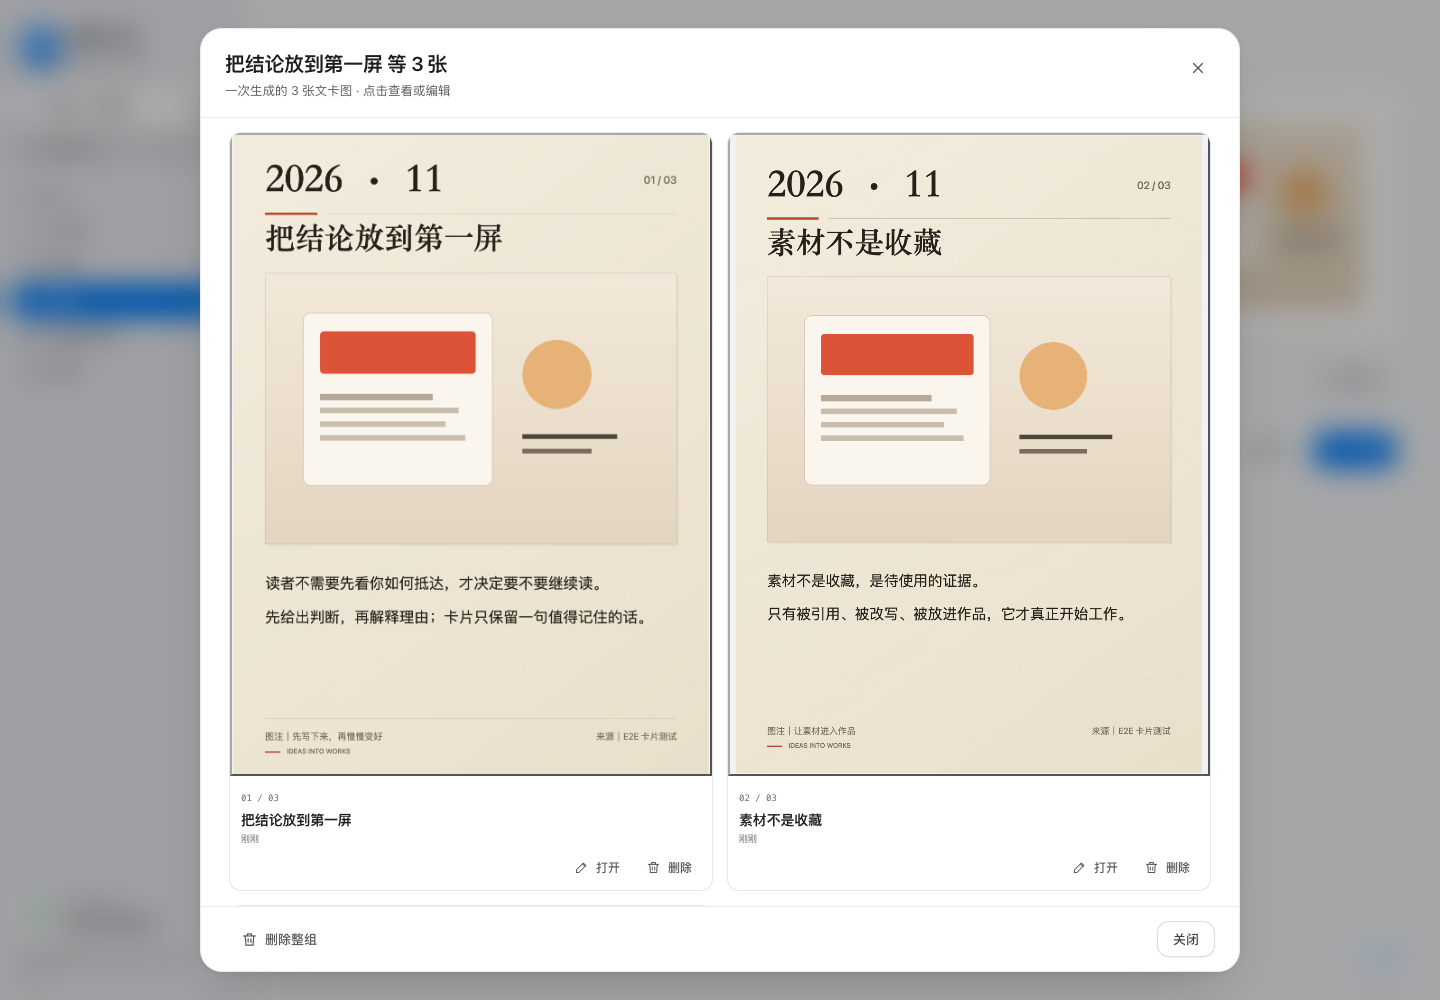 把结论放到第一屏 等 3 张
一次生成的 3 张文卡图 · 点击查看或编辑
2026 · 11
01 / 03
把结论放到第一屏
读者不需要先看你如何抵达，才决定要不要继续读。
先给出判断，再解释理由；卡片只保留一句值得记住的话。
图注｜先写下来，再慢慢变好
来源｜E2E 卡片测试
IDEAS INTO WORKS
01 / 03
把结论放到第一屏
刚刚
打开
删除
2026 · 11
02 / 03
素材不是收藏
素材不是收藏，是待使用的证据。
只有被引用、被改写、被放进作品，它才真正开始工作。
图注｜让素材进入作品
来源｜E2E 卡片测试
IDEAS INTO WORKS
02 / 03
素材不是收藏
刚刚
打开
删除
删除整组
关闭